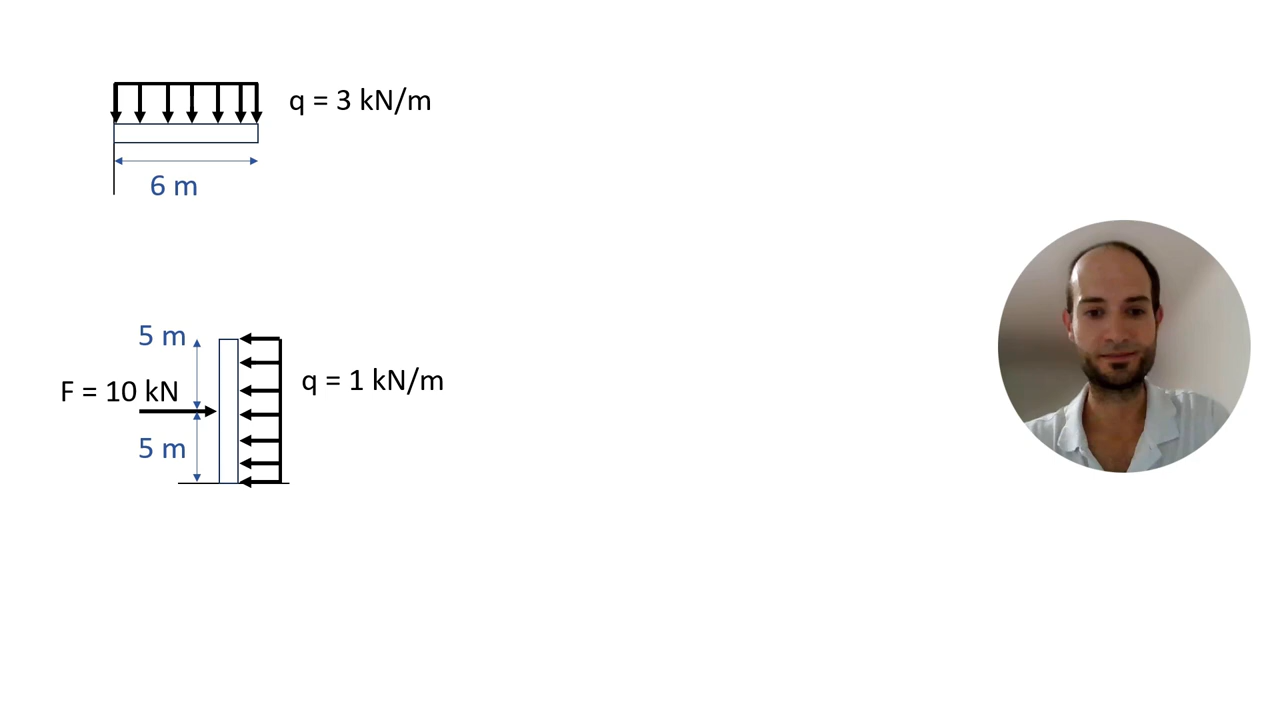 q = 3 kN/m
6 m
5 m
F = 10 kN
q = 1 kN/m
5 m